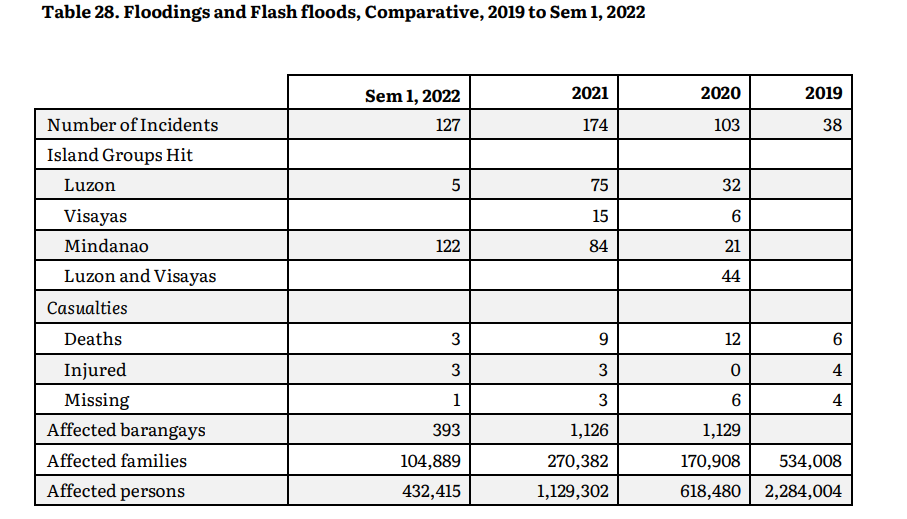 Table 28. Floodings and Flash floods, Comparative, 2019 to Sem 1, 2022
Sem 1, 2022 2021 2020 2019
Number of Incidents 127 174 103 38
Island Groups Hit
Luzon 5 75 32
Visayas 15 6
Mindanao 122 84 21
Luzon and Visayas 44
Casualties
Deaths 3 9 12 6
Injured 3 3 0 4
Missing 1 3 6 4
Affected barangays 393 1,126 1,129
Affected families 104,889 270,382 170,908 534,008
Affected persons 432,415 1,129,302 618,480 2,284,004